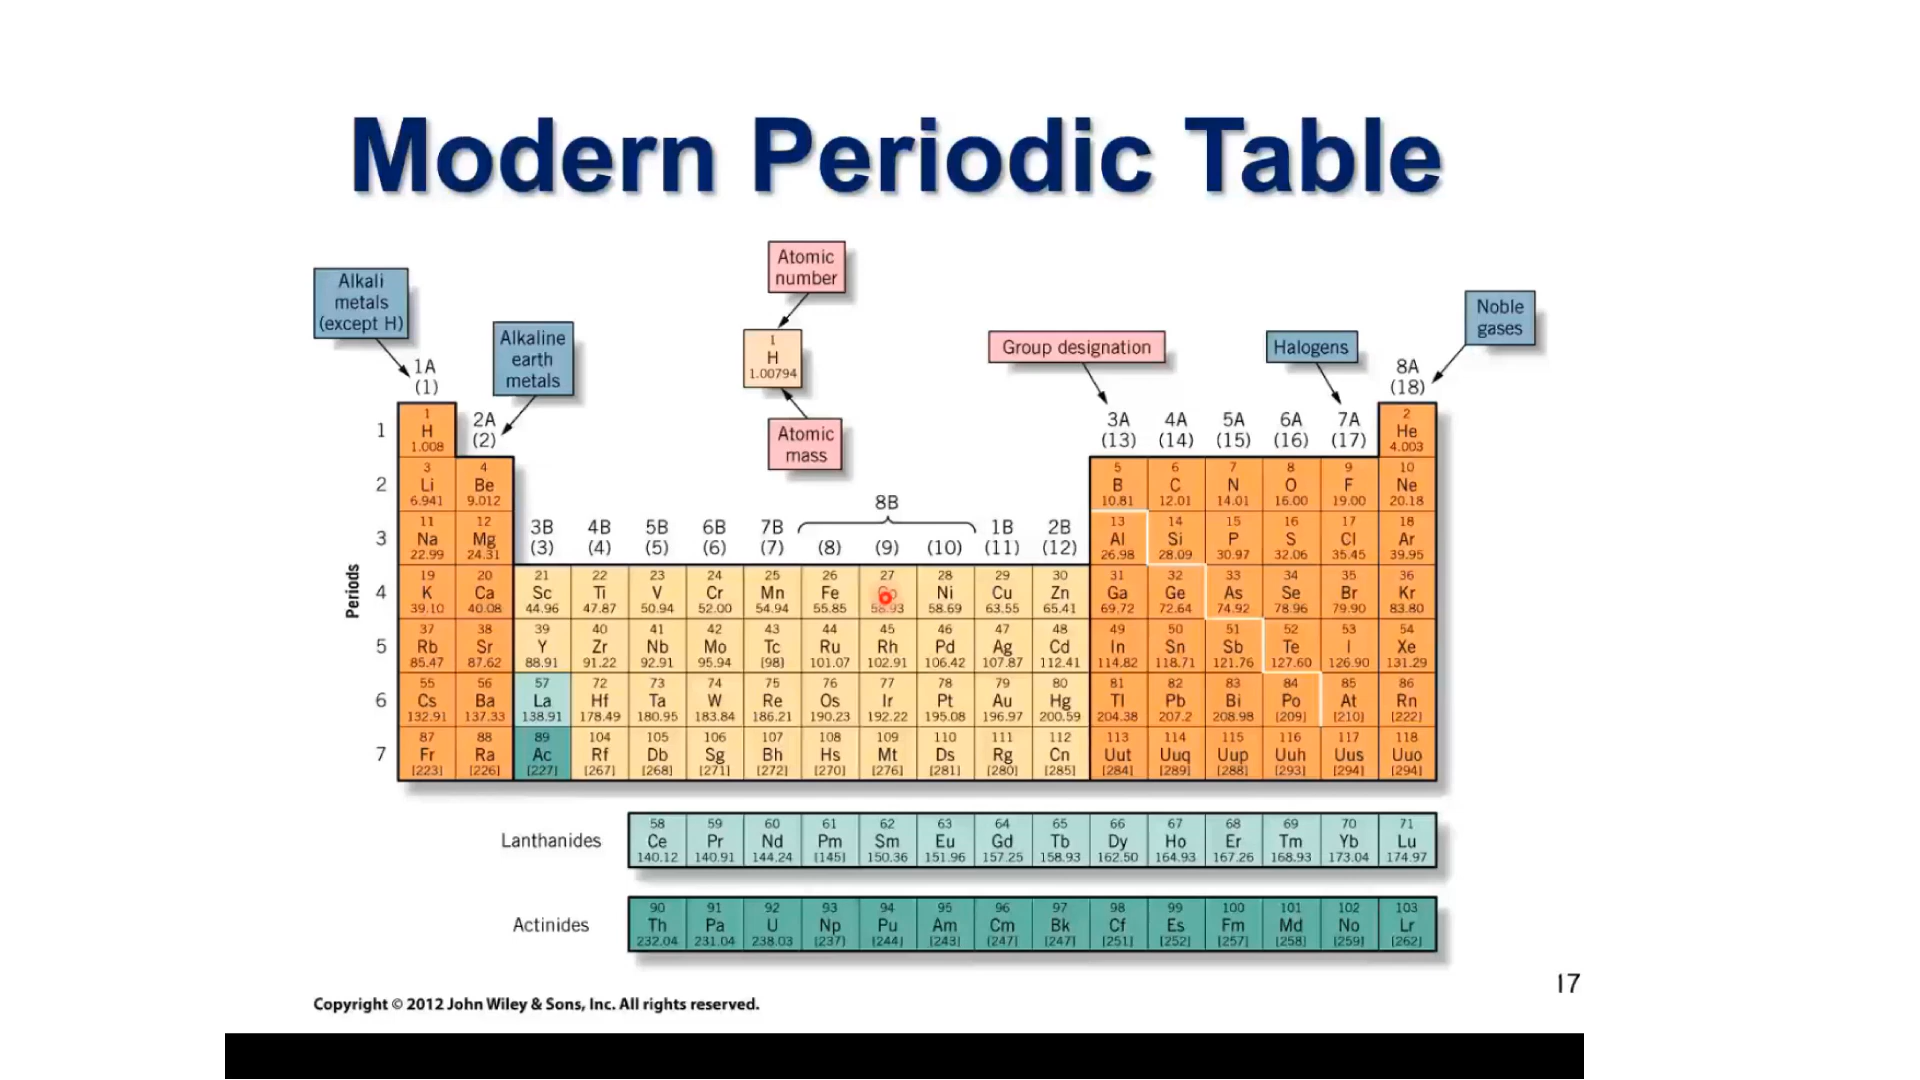 Modern Periodic Table
Atomic
number
Alkali
metals
(except H)
Noble
gases
Alkaline
earth
metals
1
H
1.00794
Group designation
Halogens
Atomic
mass
1A
(1)
2A
(2)
3B
(3)
4B
(4)
5B
(5)
6B
(6)
7B
(7)
8B
(8) (9) (10)
1B
(11)
2B
(12)
3A
(13)
4A
(14)
5A
(15)
6A
(16)
7A
(17)
8A
(18)
Periods
1
1 2
H He
1.008 4.003
2
3 4 5 6 7 8 9 10
Li Be B C N O F Ne
6.941 9.012 10.81 12.01 14.01 16.00 19.00 20.18
3
11 12 13 14 15 16 17 18
Na Mg Al Si P S Cl Ar
22.99 24.31 26.98 28.09 30.97 32.06 35.45 39.95
4
19 20 21 22 23 24 25 26 27 28 29 30 31 32 33 34 35 36
K Ca Sc Ti V Cr Mn Fe Co Ni Cu Zn Ga Ge As Se Br Kr
39.10 40.08 44.96 47.87 50.94 52.00 54.94 55.85 58.93 58.69 63.55 65.41 69.72 72.64 74.92 78.96 79.90 83.80
5
37 38 39 40 41 42 43 44 45 46 47 48 49 50 51 52 53 54
Rb Sr Y Zr Nb Mo Tc Ru Rh Pd Ag Cd In Sn Sb Te I Xe
85.47 87.62 88.91 91.22 92.91 95.94 [98] 101.07 102.91 106.42 107.87 112.41 114.82 118.71 121.76 127.60 126.90 131.29
6
55 56 57 72 73 74 75 76 77 78 79 80 81 82 83 84 85 86
Cs Ba La Hf Ta W Re Os Ir Pt Au Hg Tl Pb Bi Po At Rn
132.91 137.33 138.91 178.49 180.95 183.84 186.21 190.23 192.22 195.08 196.97 200.59 204.38 207.2 208.98 [209] [210] [222]
7
87 88 89 104 105 106 107 108 109 110 111 112 113 114 115 116 117 118
Fr Ra Ac Rf Db Sg Bh Hs Mt Ds Rg Cn Uut Uuq Uup Uuh Uus Uuo
[223] [226] [227] [267] [268] [271] [272] [270] [276] [281] [280] [285] [284] [289] [288] [293] [294] [294]
Lanthanides
58 59 60 61 62 63 64 65 66 67 68 69 70 71
Ce Pr Nd Pm Sm Eu Gd Tb Dy Ho Er Tm Yb Lu
140.12 140.91 144.24 [145] 150.36 151.96 157.25 158.93 162.50 164.93 167.26 168.93 173.04 174.97
Actinides
90 91 92 93 94 95 96 97 98 99 100 101 102 103
Th Pa U Np Pu Am Cm Bk Cf Es Fm Md No Lr
232.04 231.04 238.03 [237] [244] [243] [247] [247] [251] [252] [257] [258] [259] [262]
17
Copyright © 2012 John Wiley & Sons, Inc. All rights reserved.